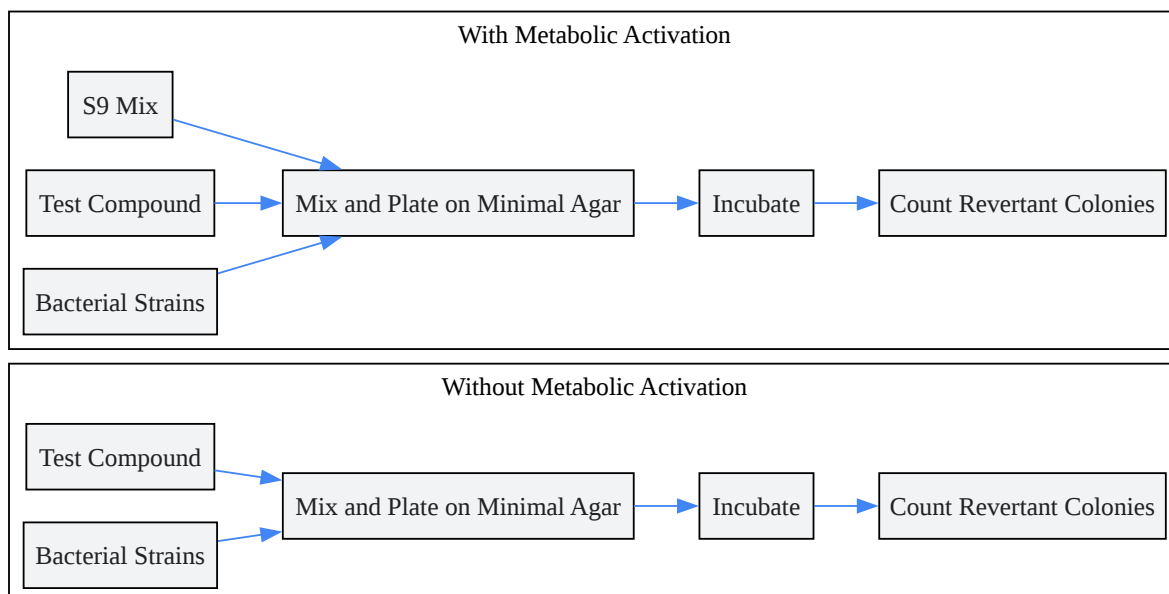 With Metabolic Activation
S9 Mix
Test Compound
Mix and Plate on Minimal Agar
Incubate
Count Revertant Colonies
Bacterial Strains
Without Metabolic Activation
Test Compound
Mix and Plate on Minimal Agar
Incubate
Count Revertant Colonies
Bacterial Strains